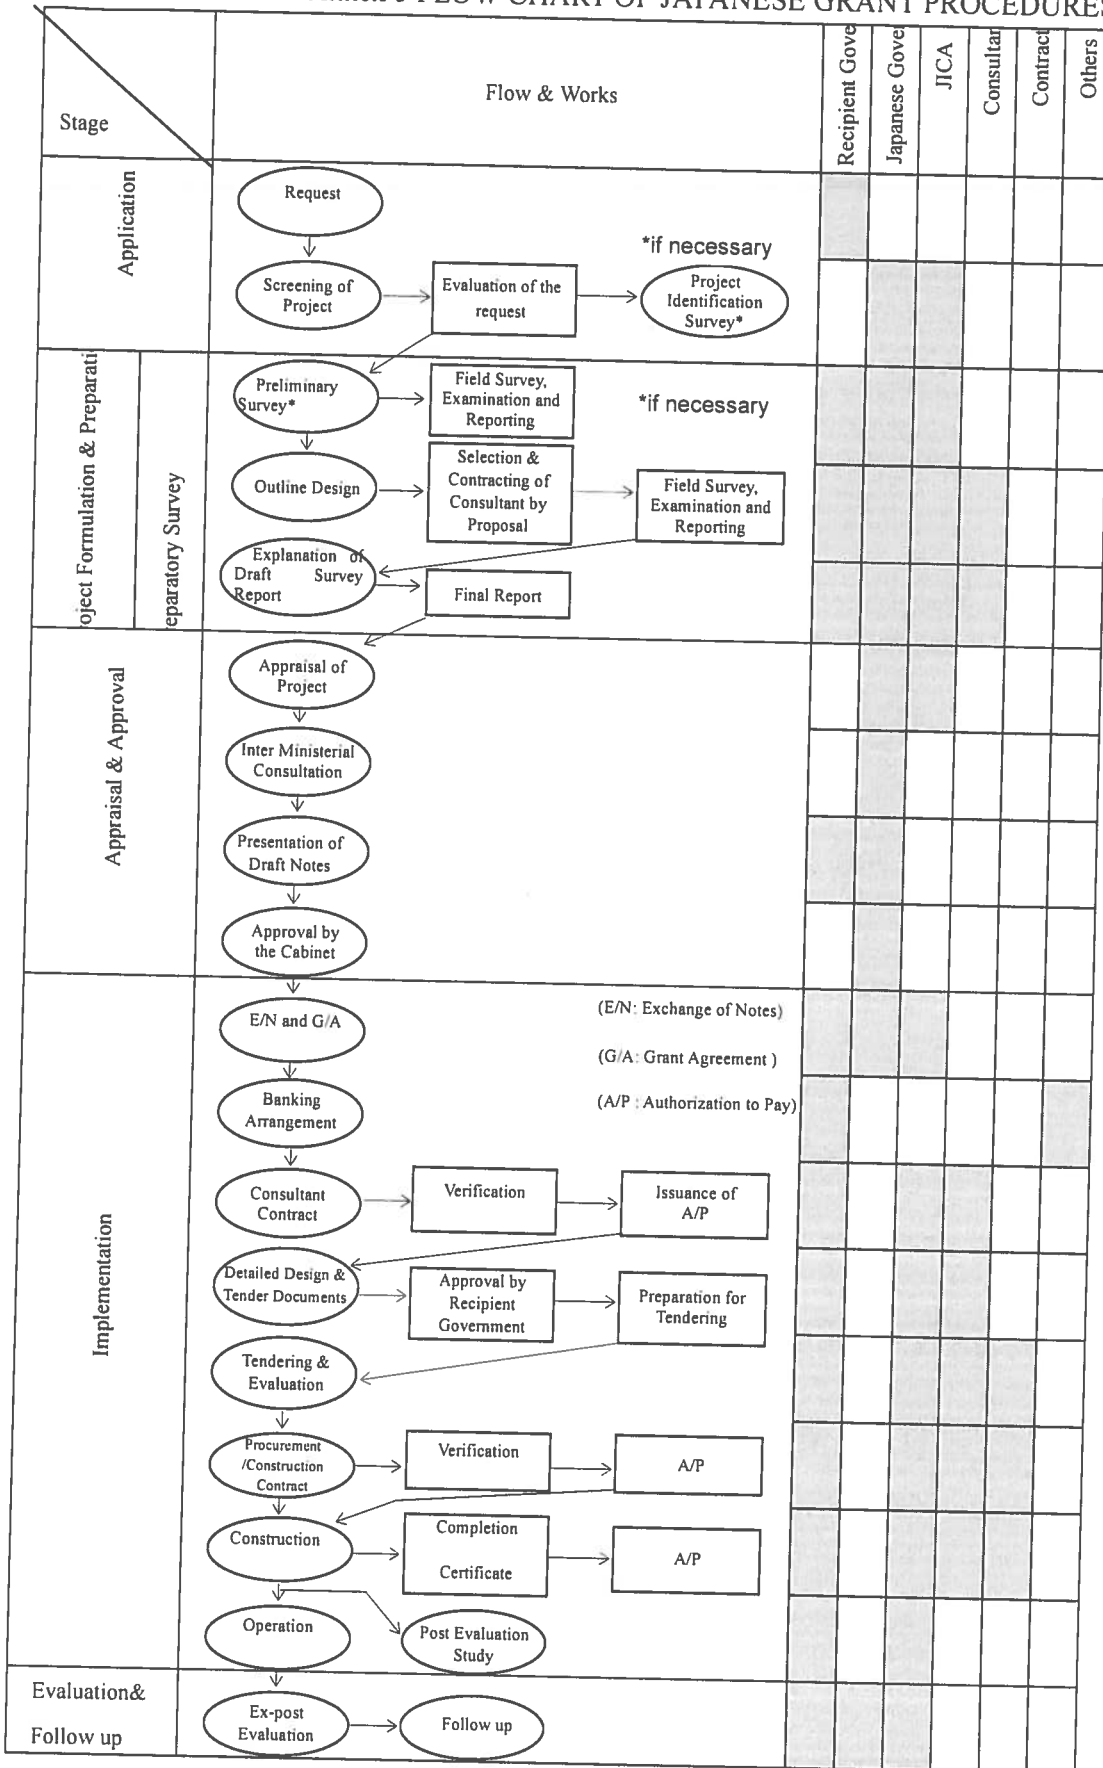 FLOW CHART OF JAPANESE GRANT PROCEDURES
Stage
Flow & Works
Recipient Gove
Japanese Gover
JICA
Consultar
Contract
Others
Application
Request
*if necessary
Screening of
Project
Evaluation of the
request
Project
Identification
Survey*
oject Formulation & Preparati
eparatory Survey
Preliminary
Survey*
Field Survey,
Examination and
Reporting
*if necessary
Outline Design
Selection &
Contracting of
Consultant by
Proposal
Field Survey,
Examination and
Reporting
Explanation of
Draft Survey
Report
Final Report
Appraisal & Approval
Appraisal of
Project
Inter Ministerial
Consultation
Presentation of
Draft Notes
Approval by
the Cabinet
Implementation
E/N and G/A
(E/N: Exchange of Notes)
(G/A: Grant Agreement )
Banking
Arrangement
(A/P : Authorization to Pay)
Consultant
Contract
Verification
Issuance of
A/P
Detailed Design &
Tender Documents
Approval by
Recipient
Government
Preparation for
Tendering
Tendering &
Evaluation
Procurement
/Construction
Contract
Verification
A/P
Construction
Completion
Certificate
A/P
Operation
Post Evaluation
Study
Evaluation&
Follow up
Ex-post
Evaluation
Follow up